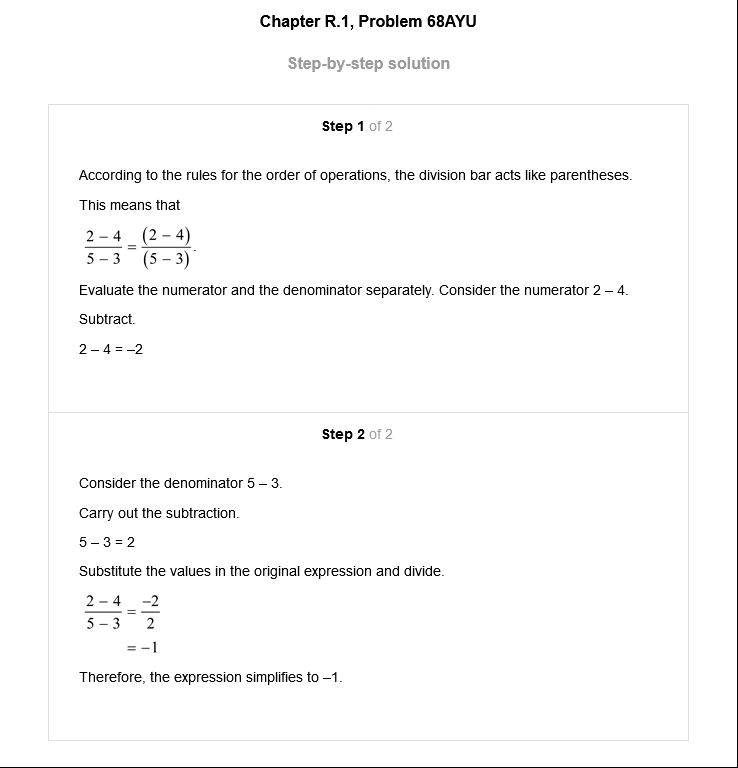 Chapter R.1, Problem 68AYU
Step-by-step solution
Step 1 of 2
According to the rules for the order of operations, the division bar acts like parentheses.
This means that
2 − 4 / 5 − 3 = (2 − 4) / (5 − 3).
Evaluate the numerator and the denominator separately. Consider the numerator 2 – 4.
Subtract.
2 – 4 = –2
Step 2 of 2
Consider the denominator 5 – 3.
Carry out the subtraction.
5 – 3 = 2
Substitute the values in the original expression and divide.
2 − 4 / 5 − 3 = −2 / 2
= −1
Therefore, the expression simplifies to –1.